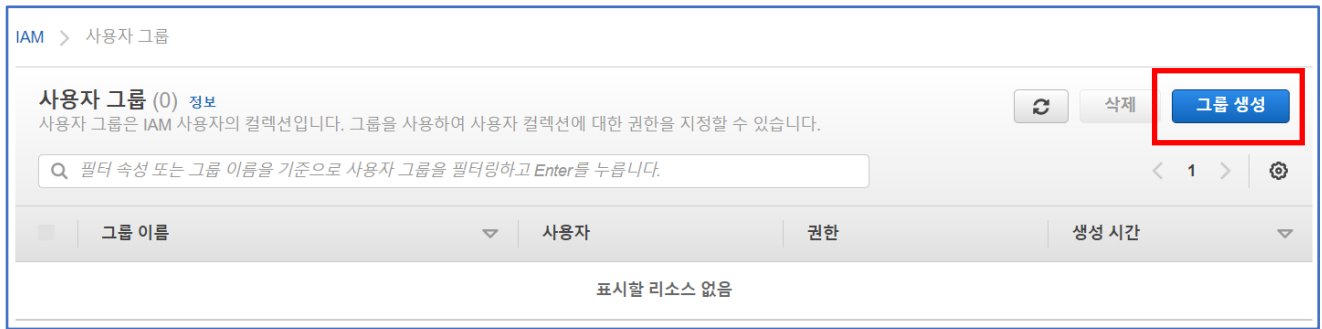 IAM > 사용자 그룹
사용자 그룹 (0) 정보
삭제
그룹 생성
사용자 그룹은 IAM 사용자의 컬렉션입니다. 그룹을 사용하여 사용자 컬렉션에 대한 권한을 지정할 수 있습니다.
필터 속성 또는 그룹 이름을 기준으로 사용자 그룹을 필터링하고 Enter를 누릅니다.
< 1 >
그룹 이름 사용자 권한 생성 시간
표시할 리소스 없음